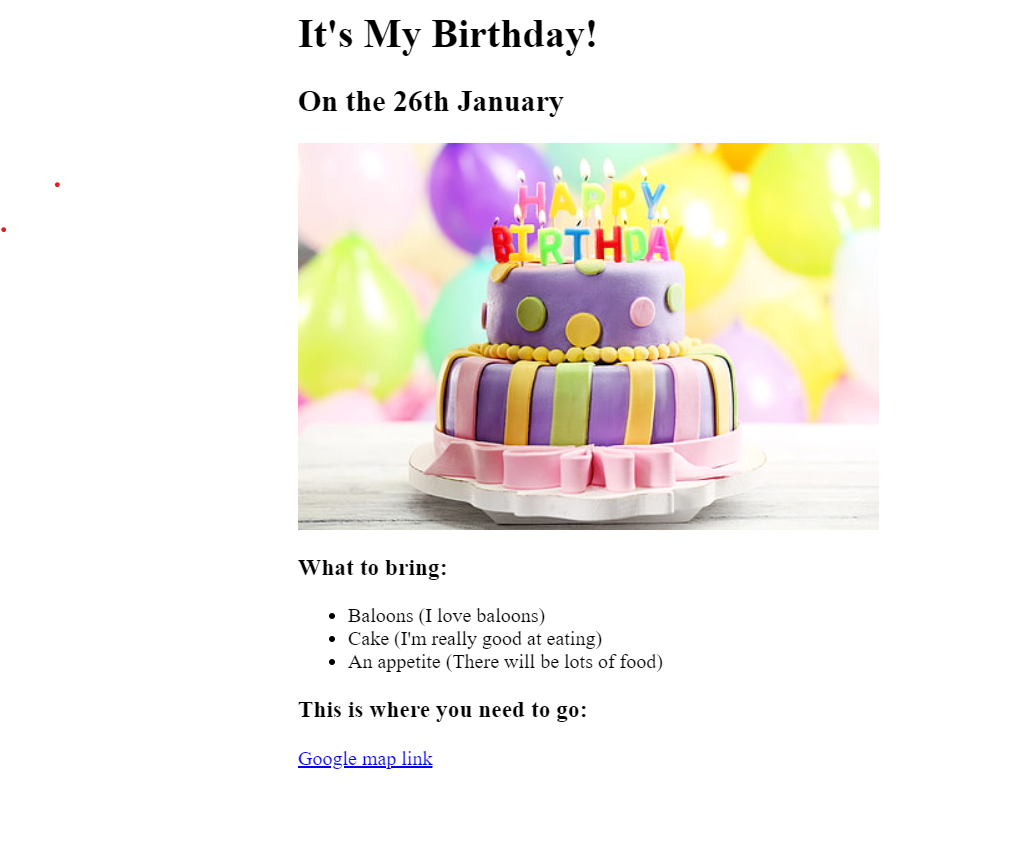 It's My Birthday!
On the 26th January
HAPPY
BIRTHDAY
What to bring:
Baloons (I love baloons)
Cake (I'm really good at eating)
An appetite (There will be lots of food)
This is where you need to go:
Google map link